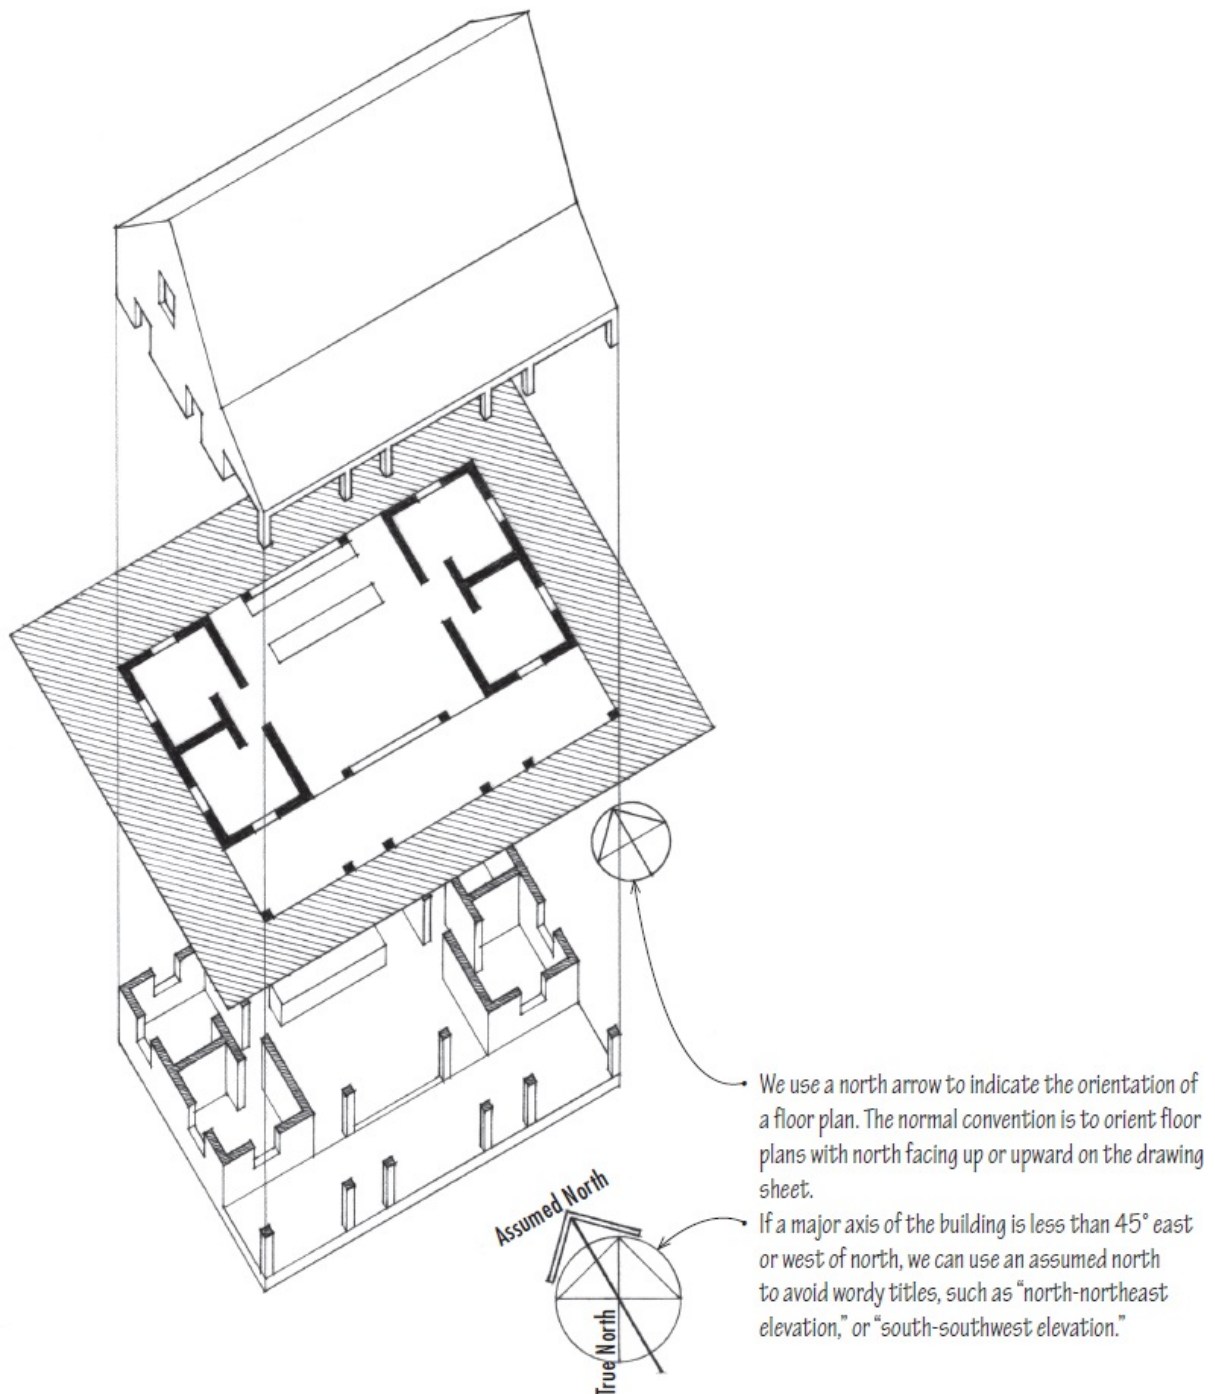 We use a north arrow to indicate the orientation of
a floor plan. The normal convention is to orient floor
plans with north facing up or upward on the drawing
sheet.
If a major axis of the building is less than 45° east
or west of north, we can use an assumed north
to avoid wordy titles, such as “north-northeast
elevation,” or “south-southwest elevation.”
Assumed North
True North